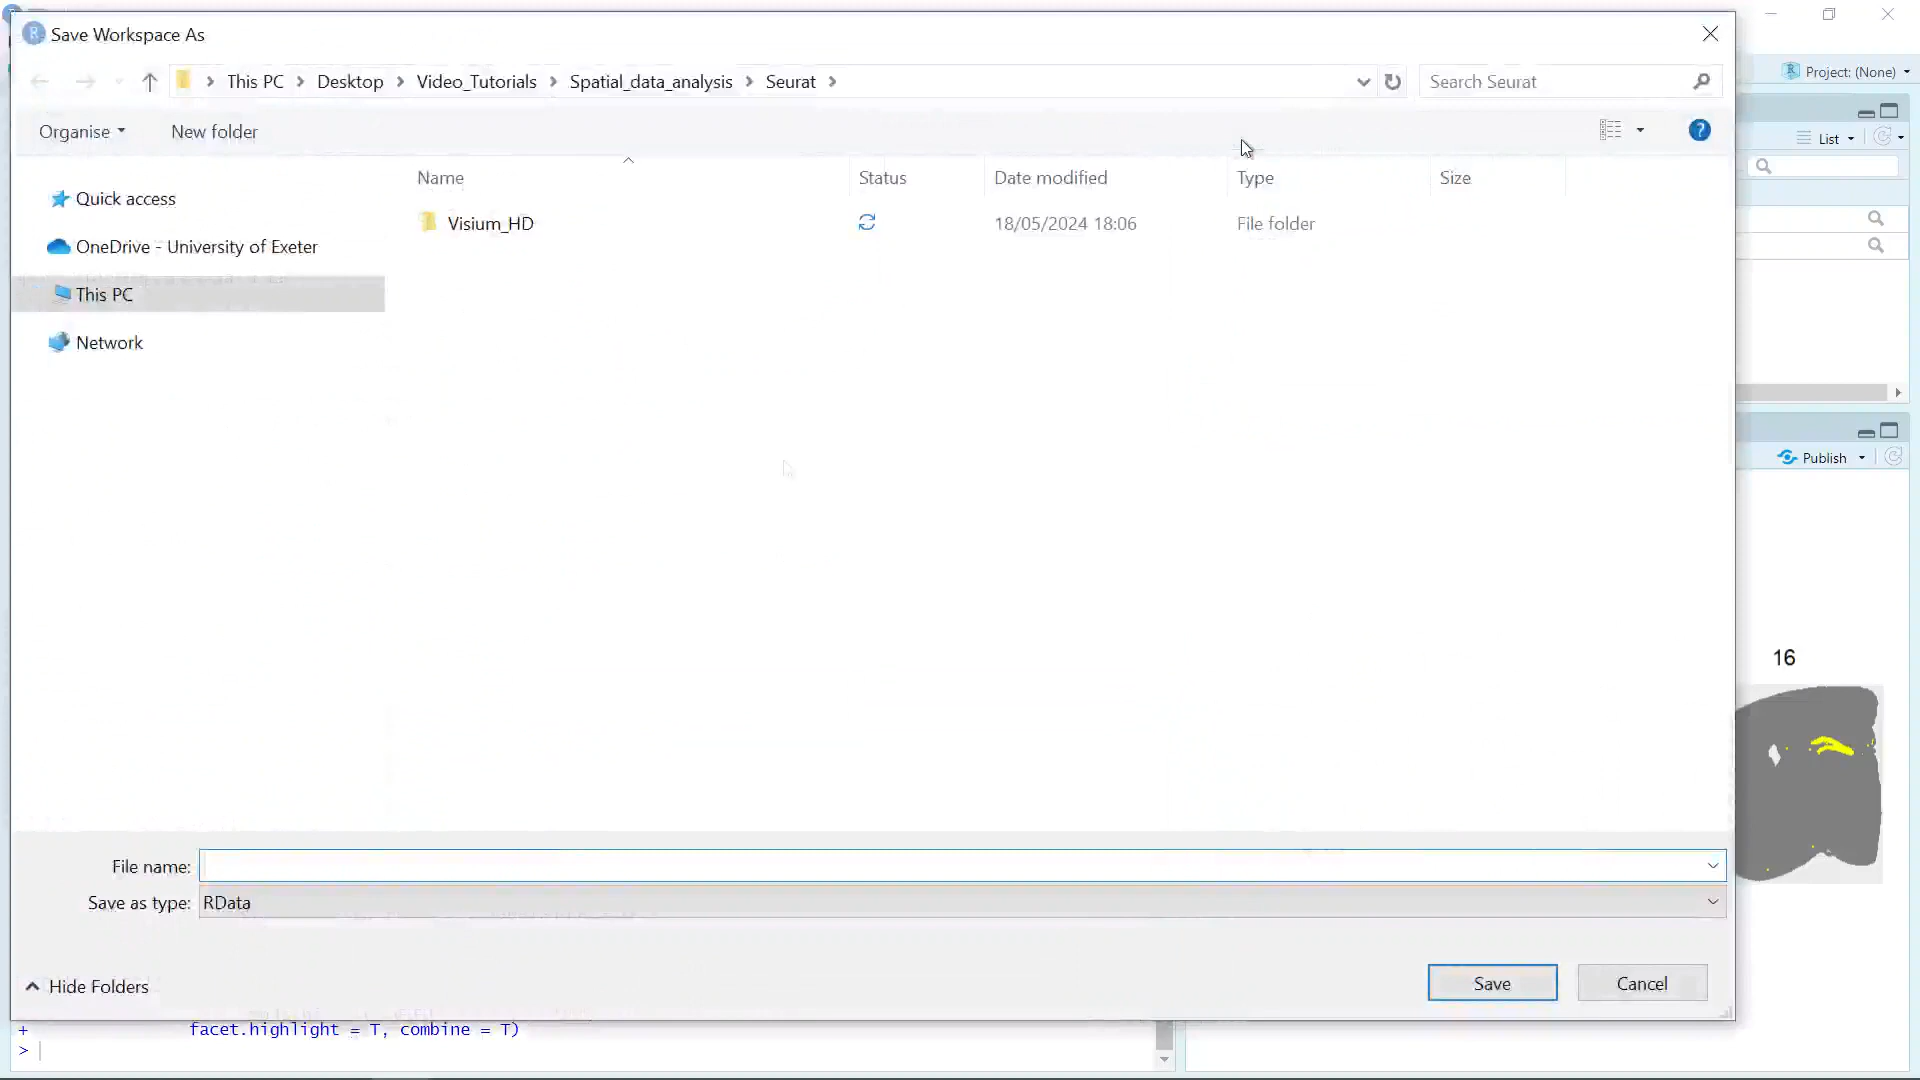 Save Workspace As
This PC > Desktop > Video_Tutorials > Spatial_data_analysis > Seurat >
Search Seurat
Project: (None)
Organise
New folder
List
Name
Status
Date modified
Type
Size
Quick access
Visium_HD
18/05/2024 18:06
File folder
OneDrive - University of Exeter
This PC
Network
Publish
16
File name:
Save as type:
RData
Hide Folders
Save
Cancel
+ facet.highlight = T, combine = T)
>